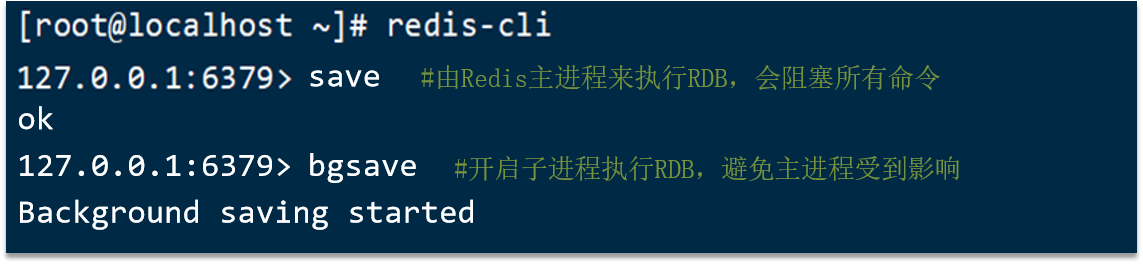 [root@localhost ~]# redis-cli
127.0.0.1:6379> save #由Redis主进程来执行RDB，会阻塞所有命令
ok
127.0.0.1:6379> bgsave #开启子进程执行RDB，避免主进程受到影响
Background saving started